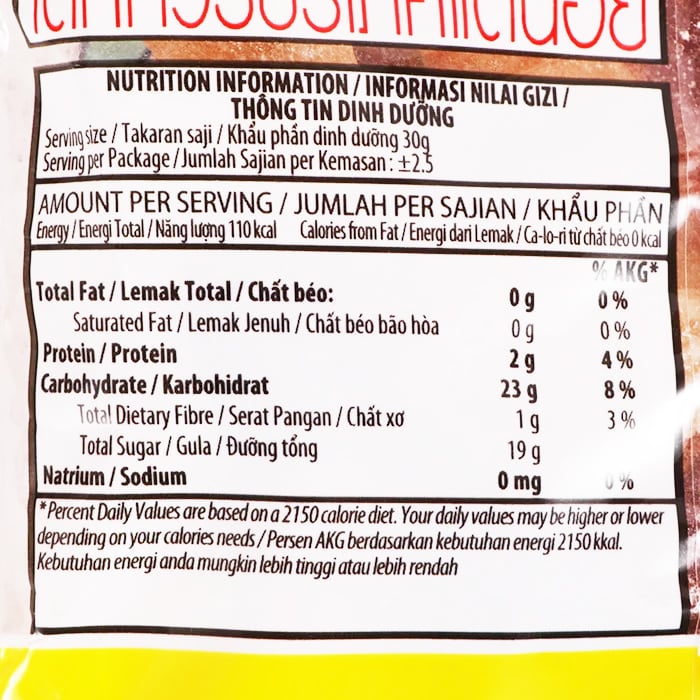 NUTRITION INFORMATION / INFORMASI NILAI GIZI /
THÔNG TIN DINH DƯỠNG
Serving size / Takaran saji / Khẩu phần dinh dưỡng 30g
Serving per Package / Jumlah Sajian per Kemasan : ±2.5
AMOUNT PER SERVING / JUMLAH PER SAJIAN / KHẨU PHẦN
Energy / Energi Total / Năng lượng 110 kcal Calories from Fat / Energi dari Lemak / Ca-lo-ri từ chất béo 0 kcal
% AKG*
Total Fat / Lemak Total / Chất béo: 0 g 0 %
Saturated Fat / Lemak Jenuh / Chất béo bão hòa 0 g 0 %
Protein / Protein 2 g 4 %
Carbohydrate / Karbohidrat 23 g 8 %
Total Dietary Fibre / Serat Pangan / Chất xơ 1 g 3 %
Total Sugar / Gula / Đường tổng 19 g
Natrium / Sodium 0 mg 0 %
*Percent Daily Values are based on a 2150 calorie diet. Your daily values may be higher or lower
depending on your calories needs / Persen AKG berdasarkan kebutuhan energi 2150 kkal.
Kebutuhan energi anda mungkin lebih tinggi atau lebih rendah